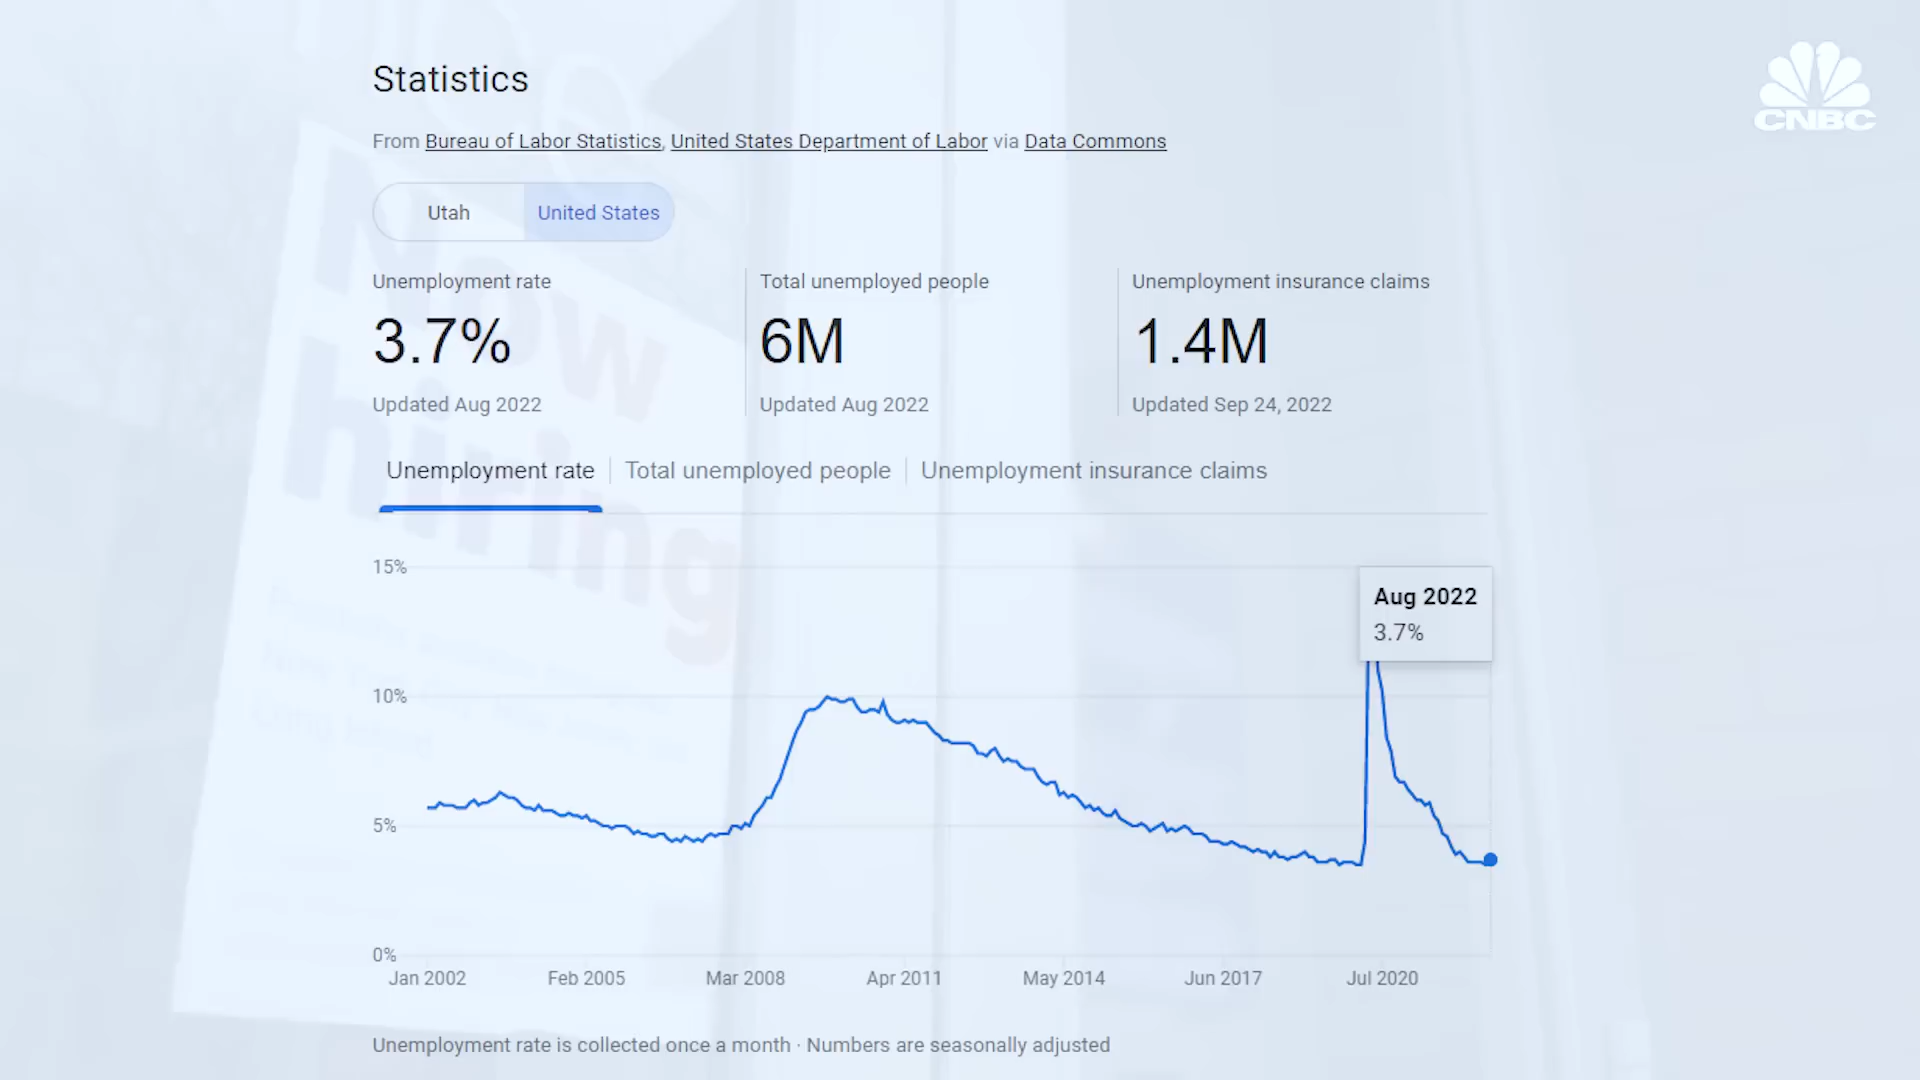 CNBC
Statistics
From Bureau of Labor Statistics, United States Department of Labor via Data Commons
Utah United States
Unemployment rate Total unemployed people Unemployment insurance claims
3.7% 6M 1.4M
Updated Aug 2022 Updated Aug 2022 Updated Sep 24, 2022
Unemployment rate Total unemployed people Unemployment insurance claims
15%
Aug 2022
3.7%
10%
5%
0%
Jan 2002 Feb 2005 Mar 2008 Apr 2011 May 2014 Jun 2017 Jul 2020
Unemployment rate is collected once a month · Numbers are seasonally adjusted
Now
hiring